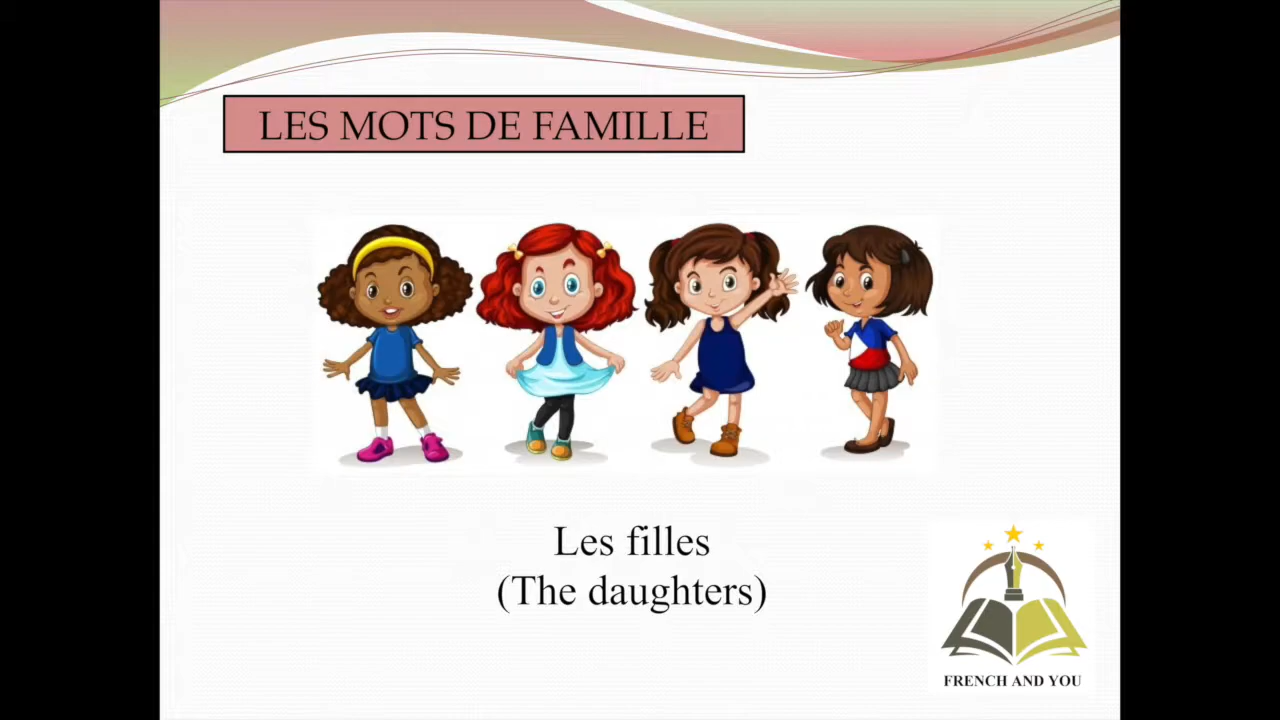 LES MOTS DE FAMILLE
Les filles
(The daughters)
FRENCH AND YOU